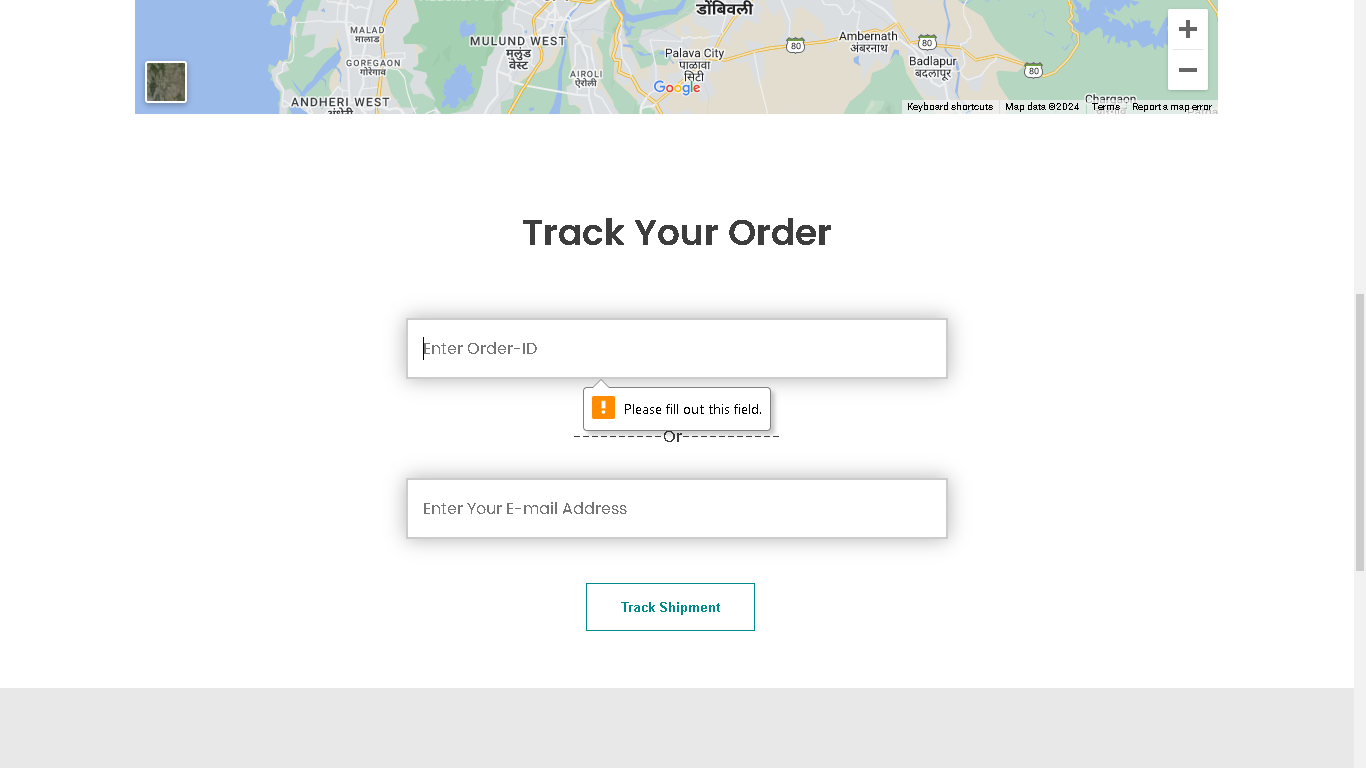 डोंबिवली
MALAD
मालाड
MULUND WEST
मुलुंड
वेस्ट
GOREGAON
गोरेगाव
AIROLI
ऐरोली
Palava City
पाळावा
सिटी
Ambernath
अंबरनाथ
80
80
Badlapur
बदलापूर
80
ANDHERI WEST
Google
Chargaon
Keyboard shortcuts
Map data ©2024
Terms
Report a map error
Track Your Order
Enter Order-ID
Please fill out this field.
----------Or----------
Enter Your E-mail Address
Track Shipment